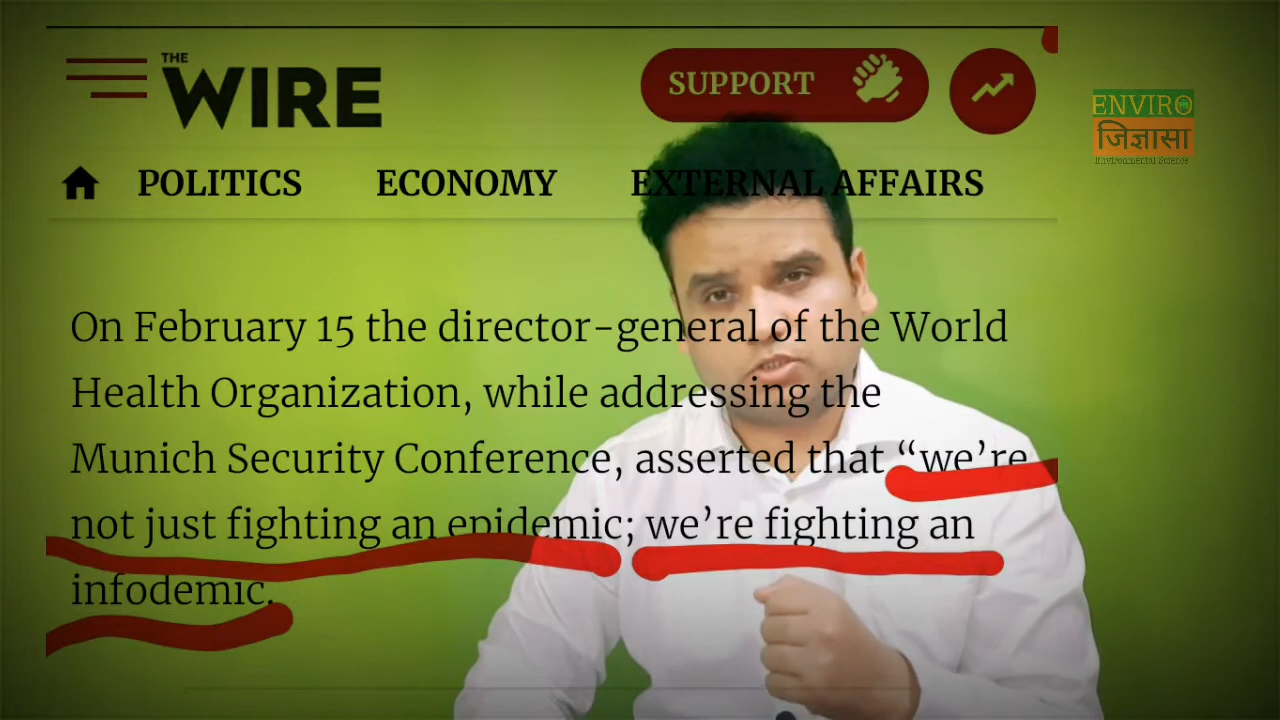 THE
WIRE
SUPPORT
ENVIRO
जिज्ञासा
Environmental Science
POLITICS ECONOMY EXTERNAL AFFAIRS
On February 15 the director-general of the World
Health Organization, while addressing the
Munich Security Conference, asserted that “we’re
not just fighting an epidemic; we’re fighting an
infodemic.